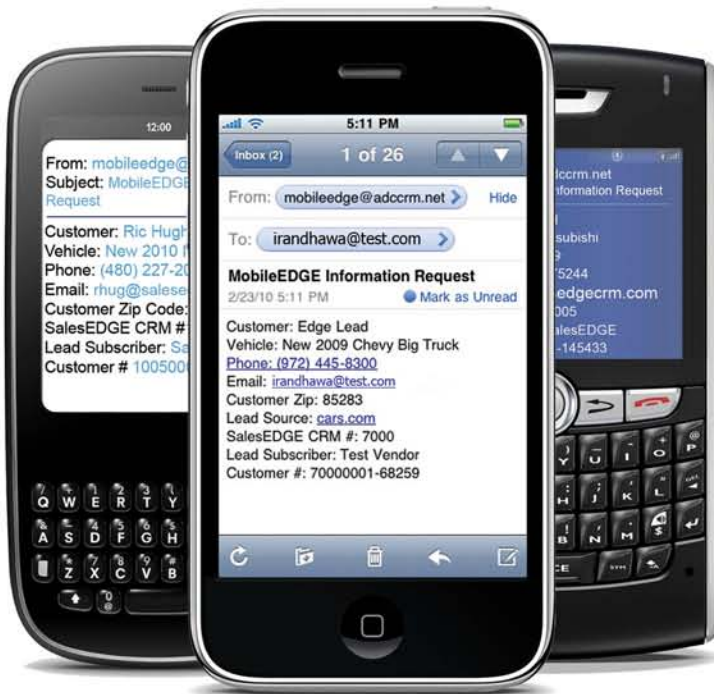 12:00
From: mobileedge@
Subject: MobileEDGE
Request
Customer: Ric Hugh
Vehicle: New 2010
Phone: (480) 227-20
Email: rhug@salese
Customer Zip Code:
SalesEDGE CRM #
Lead Subscriber: Sa
Customer # 100500
Q W E R T Y
A S D F G H
Z X C V B
5:11 PM
Inbox (2) 1 of 26
From: mobileedge@adccrm.net Hide
To: irandhawa@test.com
MobileEDGE Information Request
2/23/10 5:11 PM Mark as Unread
Customer: Edge Lead
Vehicle: New 2009 Chevy Big Truck
Phone: (972) 445-8300
Email: irandhawa@test.com
Customer Zip: 85283
Lead Source: cars.com
SalesEDGE CRM #: 7000
Lead Subscriber: Test Vendor
Customer #: 70000001-68259
dccrm.net
nformation Request
subishi
9
75244
edgecrm.com
005
alesEDGE
-145433
Y U I O P
H J K L
B N M $